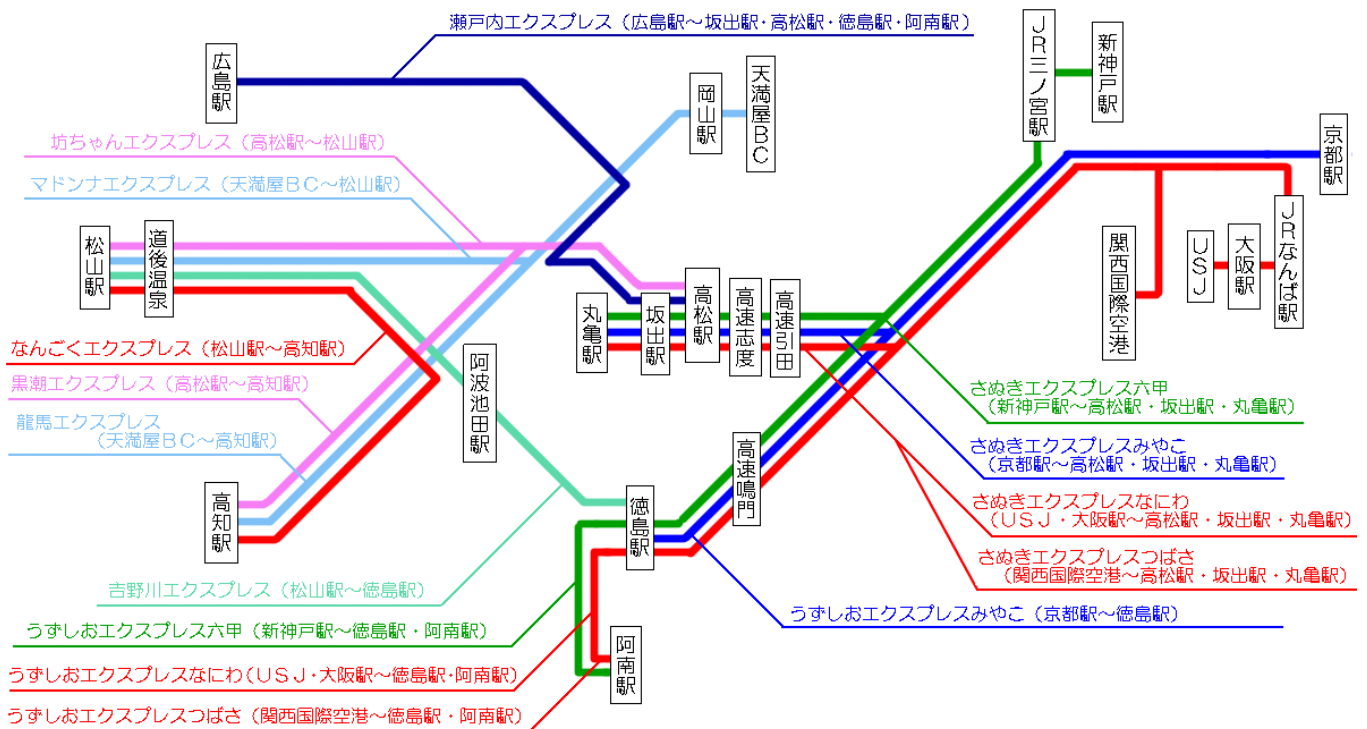 瀬戸内エクスプレス（広島駅～坂出駅・高松駅・徳島駅・阿南駅）
広島駅
岡山駅
天満屋ＢＣ
ＪＲ三ノ宮駅
新神戸駅
京都駅
坊ちゃんエクスプレス（高松駅～松山駅）
マドンナエクスプレス（天満屋ＢＣ～松山駅）
松山駅
道後温泉
関西国際空港
ＵＳＪ
大阪駅
ＪＲなんば駅
丸亀駅
坂出駅
高松駅
高速志度
高速引田
なんごくエクスプレス（松山駅～高知駅）
黒潮エクスプレス（高松駅～高知駅）
龍馬エクスプレス
（天満屋ＢＣ～高知駅）
阿波池田駅
さぬきエクスプレス六甲
（新神戸駅～高松駅・坂出駅・丸亀駅）
さぬきエクスプレスみやこ
（京都駅～高松駅・坂出駅・丸亀駅）
さぬきエクスプレスなにわ
（ＵＳＪ・大阪駅～高松駅・坂出駅・丸亀駅）
さぬきエクスプレスつばさ
（関西国際空港～高松駅・坂出駅・丸亀駅）
高知駅
徳島駅
高速鳴門
吉野川エクスプレス（松山駅～徳島駅）
うずしおエクスプレスみやこ（京都駅～徳島駅）
うずしおエクスプレス六甲（新神戸駅～徳島駅・阿南駅）
阿南駅
うずしおエクスプレスなにわ（ＵＳＪ・大阪駅～徳島駅・阿南駅）
うずしおエクスプレスつばさ（関西国際空港～徳島駅・阿南駅）